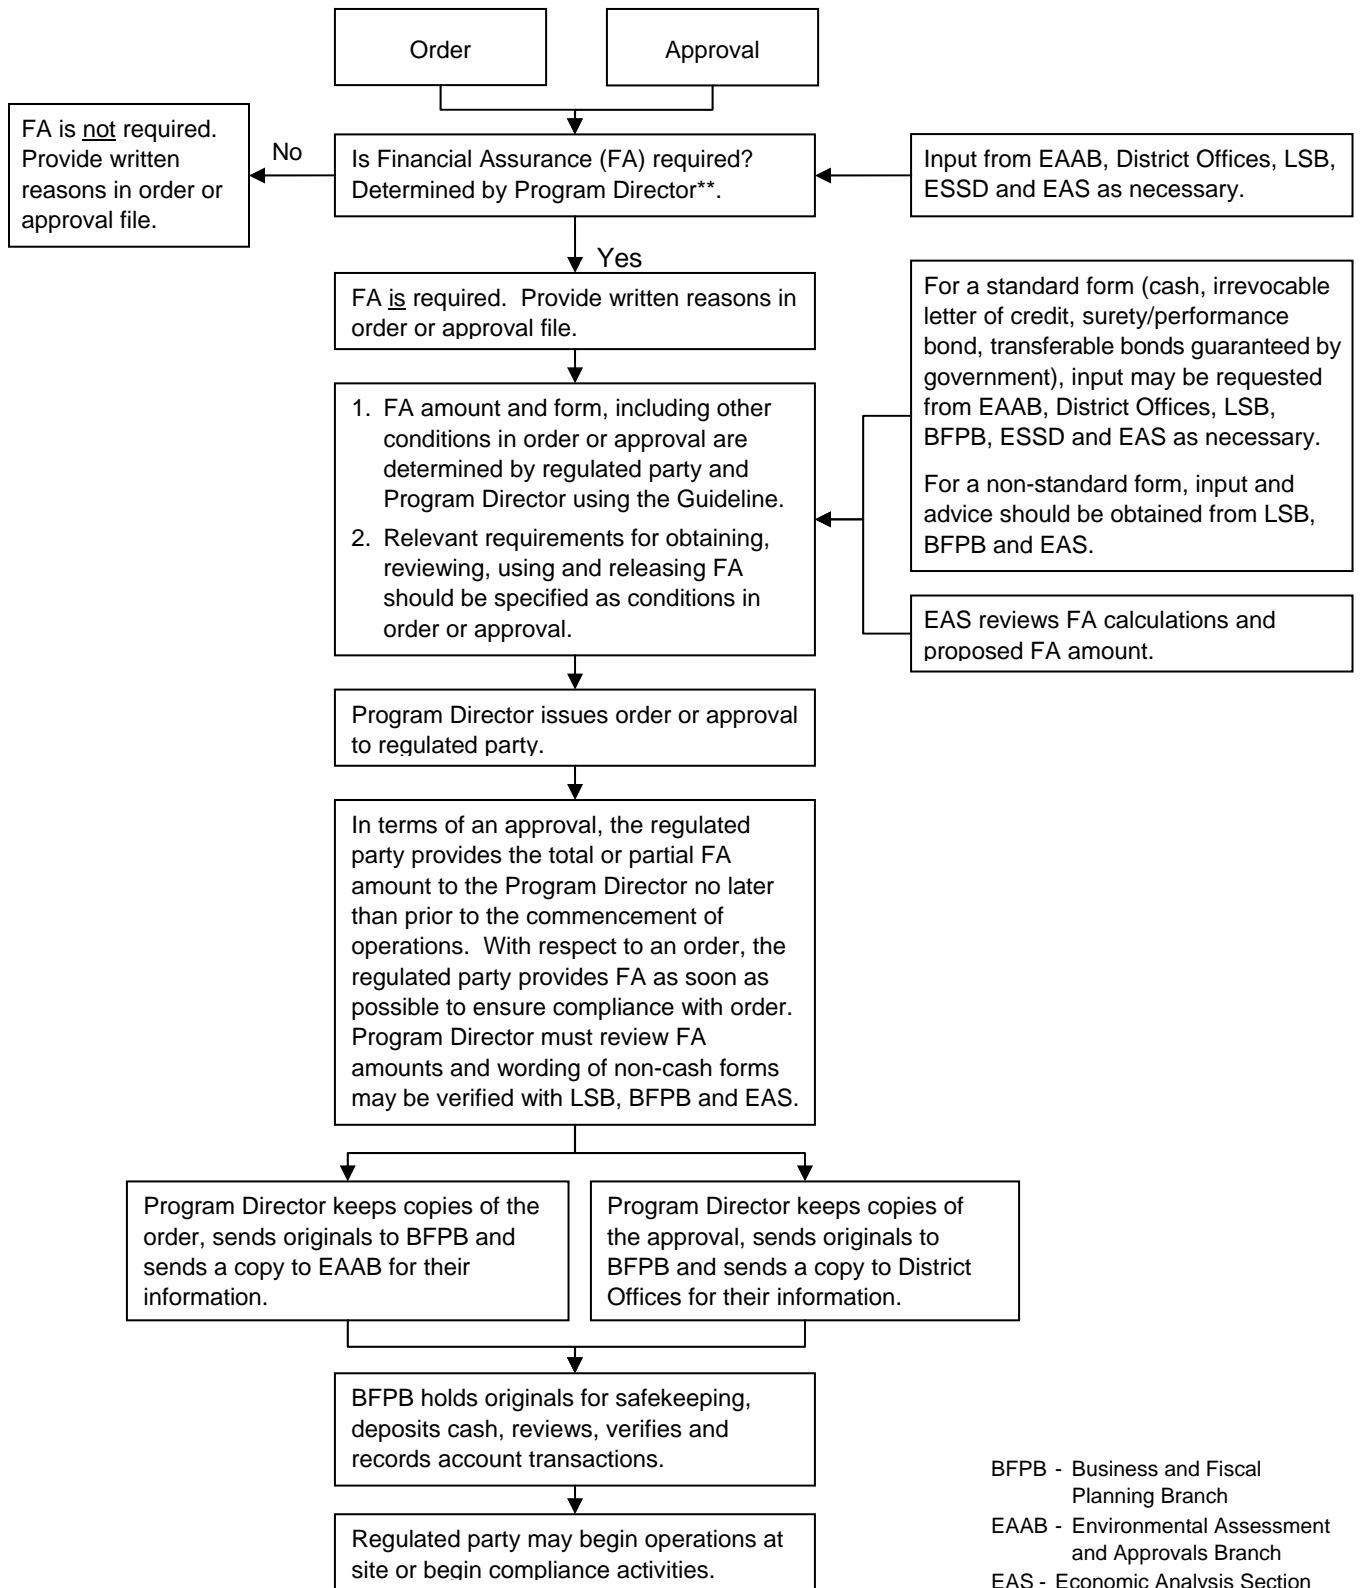 Order
Approval
FA is not required.
Provide written
reasons in order or
approval file.
No
Is Financial Assurance (FA) required?
Determined by Program Director**.
Input from EAAB, District Offices, LSB,
ESSD and EAS as necessary.
Yes
FA is required.  Provide written reasons in
order or approval file.
For a standard form (cash, irrevocable
letter of credit, surety/performance
bond, transferable bonds guaranteed by
government), input may be requested
from EAAB, District Offices, LSB,
BFPB, ESSD and EAS as necessary.
For a non-standard form, input and
advice should be obtained from LSB,
BFPB and EAS.
1. FA amount and form, including other
conditions in order or approval are
determined by regulated party and
Program Director using the Guideline.
2. Relevant requirements for obtaining,
reviewing, using and releasing FA
should be specified as conditions in
order or approval.
EAS reviews FA calculations and
proposed FA amount.
Program Director issues order or approval
to regulated party.
In terms of an approval, the regulated
party provides the total or partial FA
amount to the Program Director no later
than prior to the commencement of
operations.  With respect to an order, the
regulated party provides FA as soon as
possible to ensure compliance with order.
Program Director must review FA
amounts and wording of non-cash forms
may be verified with LSB, BFPB and EAS.
Program Director keeps copies of the
order, sends originals to BFPB and
sends a copy to EAAB for their
information.
Program Director keeps copies of
the approval, sends originals to
BFPB and sends a copy to District
Offices for their information.
BFPB holds originals for safekeeping,
deposits cash, reviews, verifies and
records account transactions.
Regulated party may begin operations at
site or begin compliance activities.
BFPB - Business and Fiscal
Planning Branch
EAAB - Environmental Assessment
and Approvals Branch
EAS - Economic Analysis Section